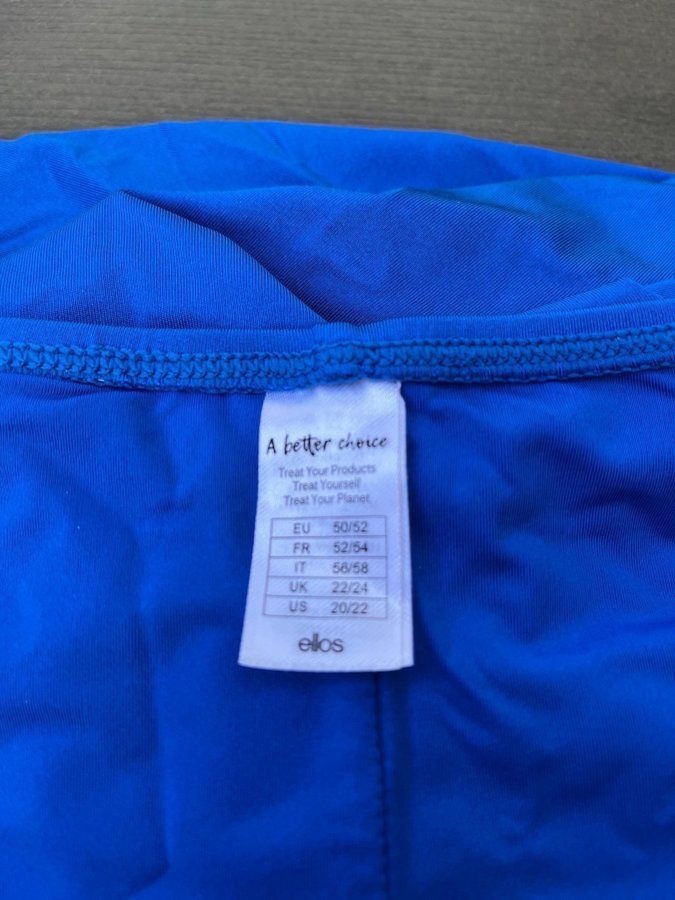 A better choice
Treat Your Products
Treat Yourself
Treat Your Planet
EU 50/52
FR 52/54
IT 56/58
UK 22/24
US 20/22
ellos